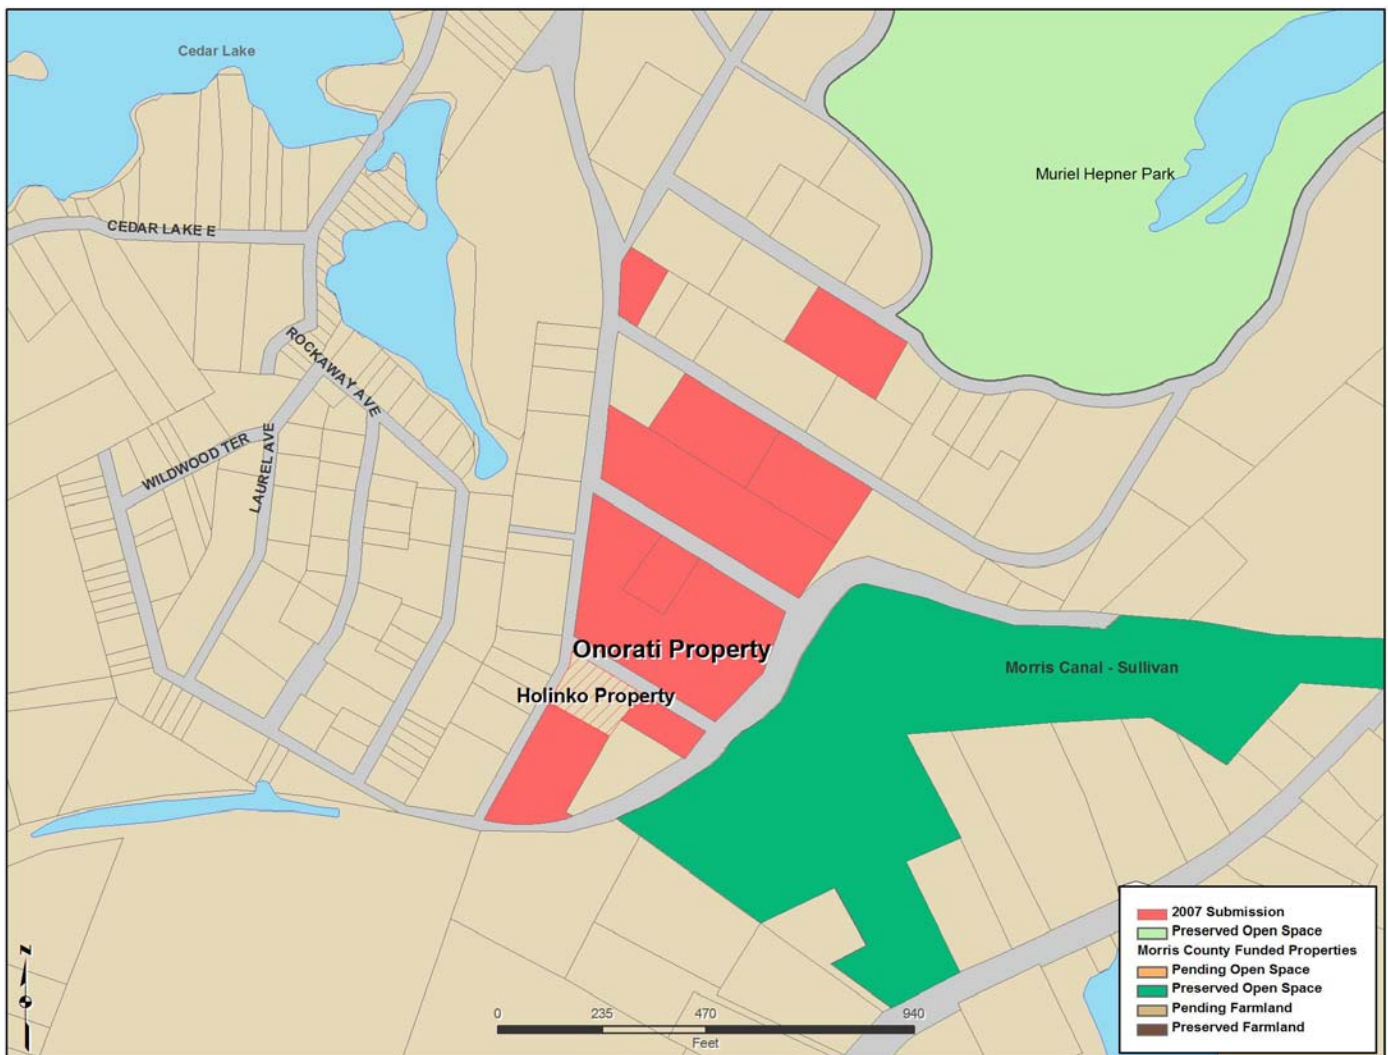 Cedar Lake
Muriel Hepner Park
CEDAR LAKE E
ROCKAWAY AVE
WILDWOOD TER
LAUREL AVE
Onorati Property
Morris Canal - Sullivan
Holinko Property
2007 Submission
Preserved Open Space
Morris County Funded Properties
Pending Open Space
Preserved Open Space
Pending Farmland
Preserved Farmland
N
0 235 470 940
Feet